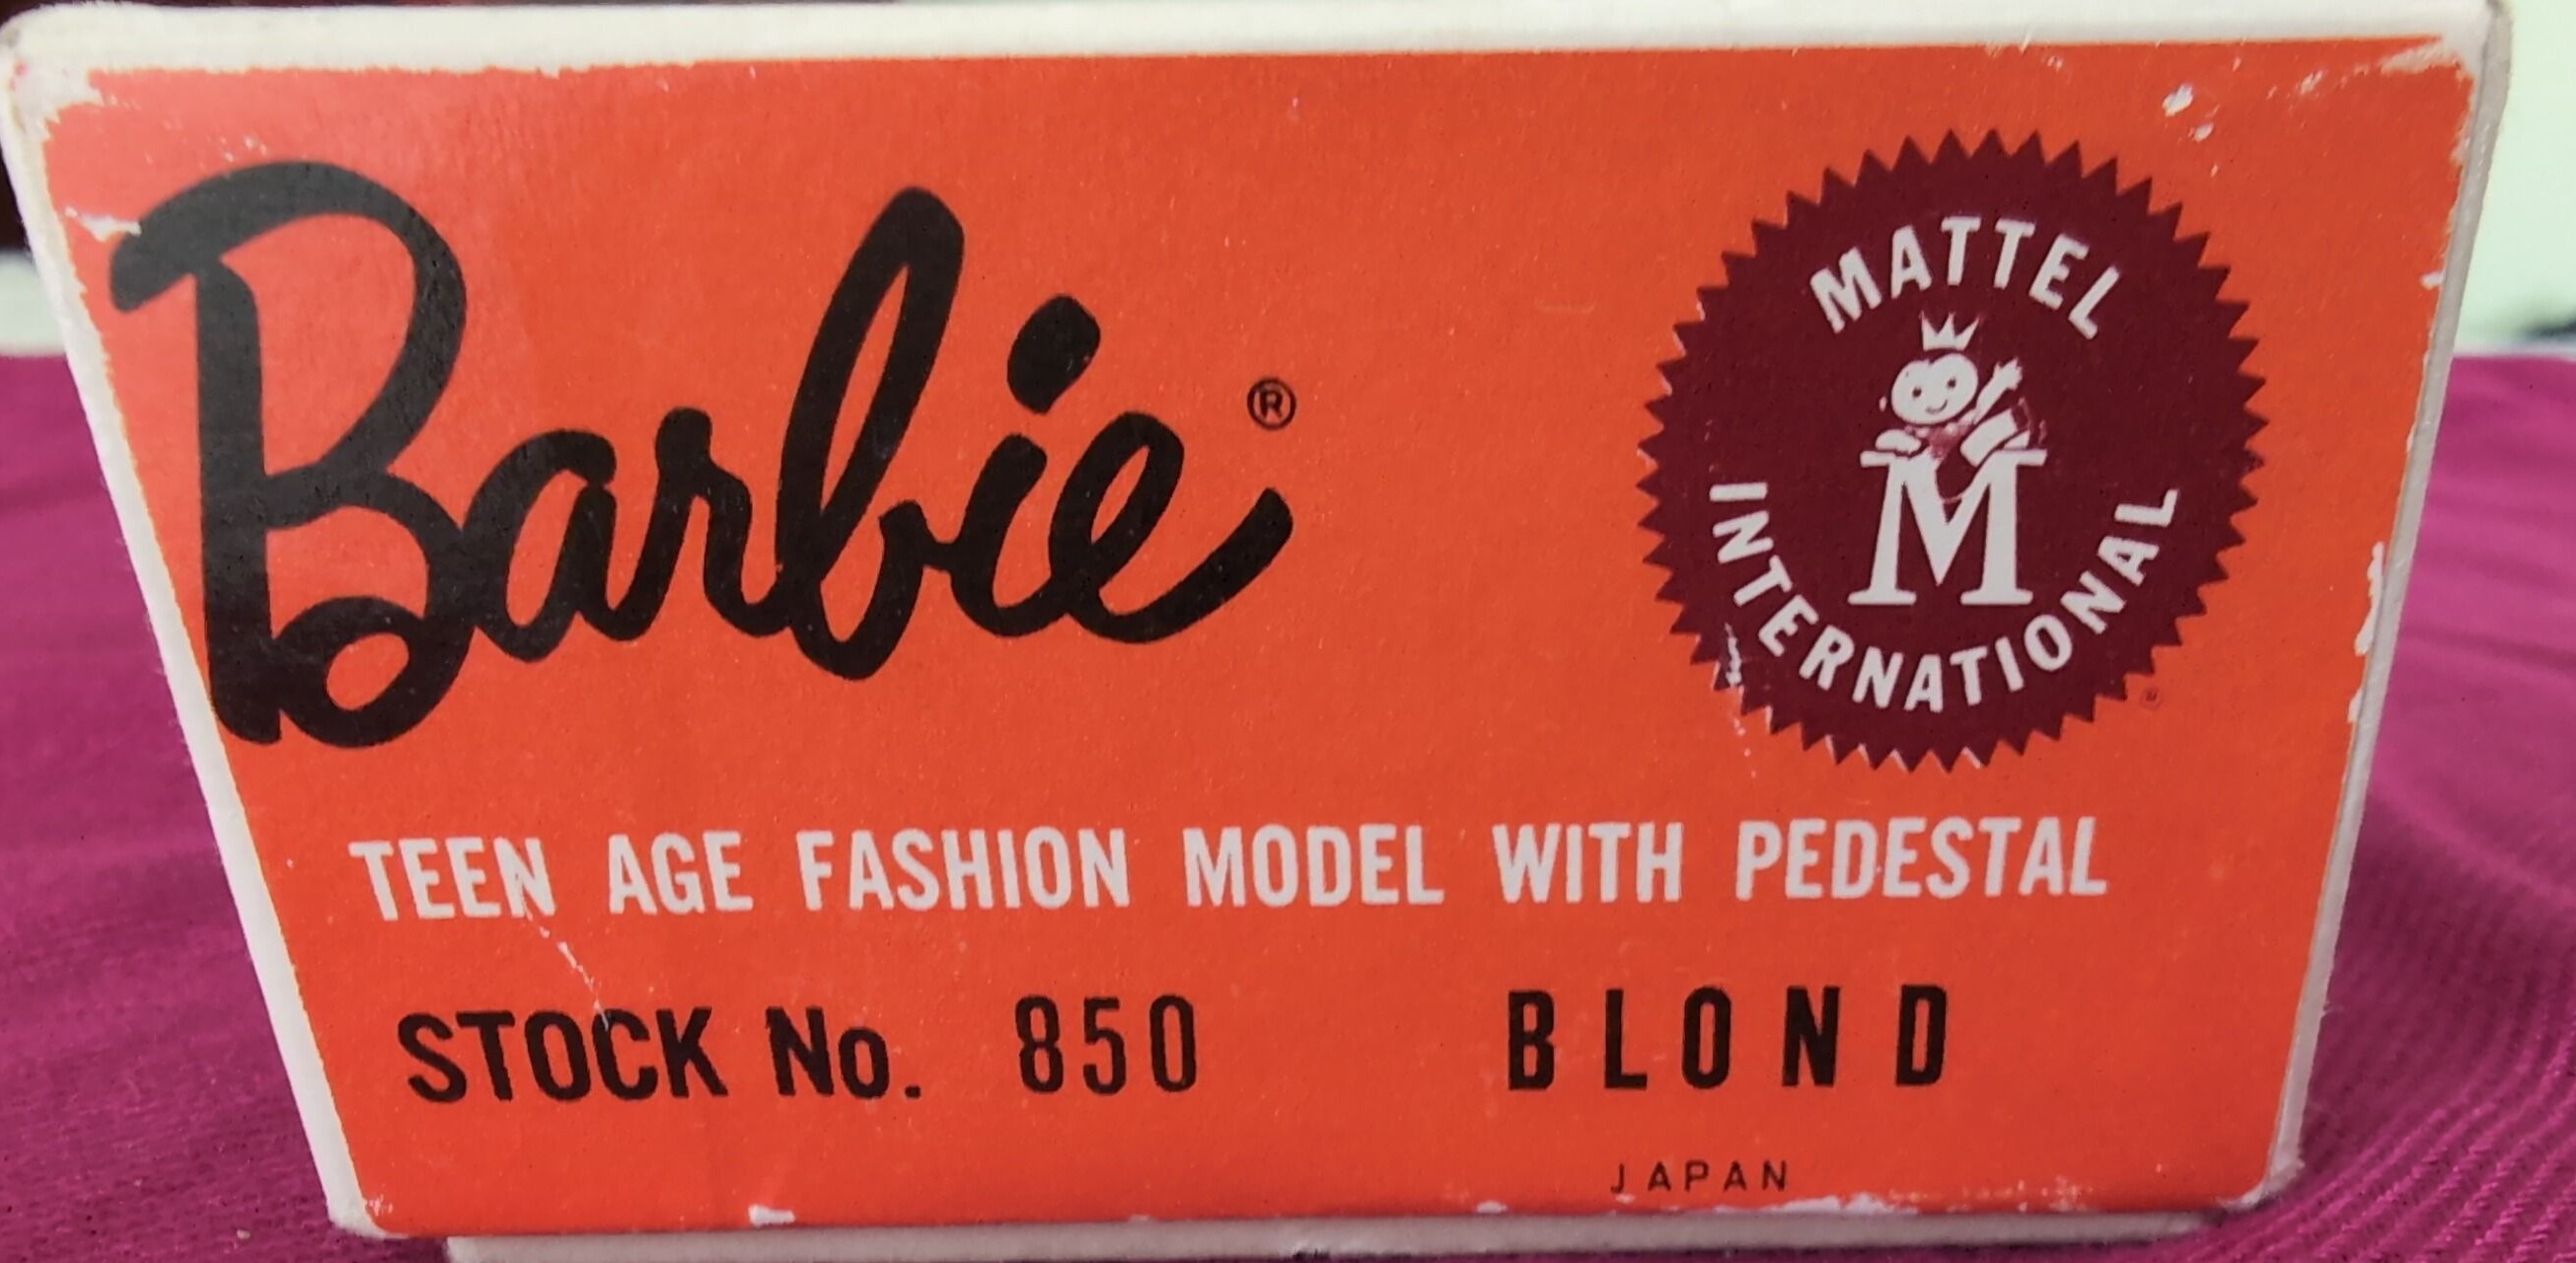 Barbie®
MATTEL
M
INTERNATIONAL
TEEN AGE FASHION MODEL WITH PEDESTAL
STOCK No. 850 BLOND
JAPAN